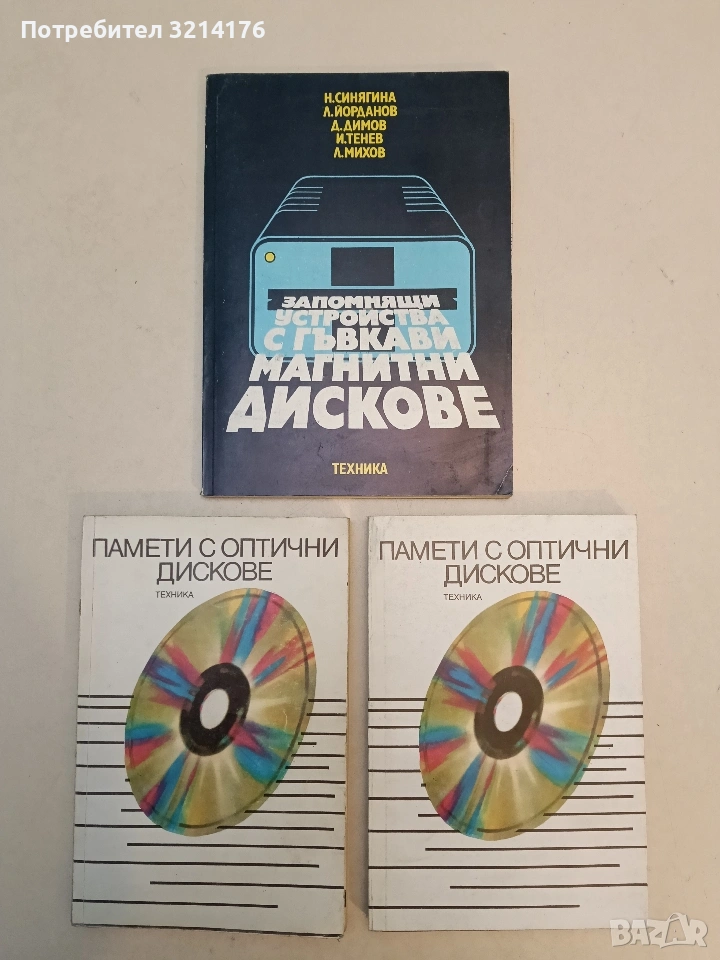 Потребител 3214176
Н.СИНЯГИНА
Л.ЙОРДАНОВ
Д.ДИМОВ
И.ТЕНЕВ
Л.МИХОВ
ЗАПОМНЯЩИ
УСТРОЙСТВА
С ГЪВКАВИ
МАГНИТНИ
ДИСКОВЕ
ТЕХНИКА
ПАМЕТИ С ОПТИЧНИ
ДИСКОВЕ
ТЕХНИКА
ПАМЕТИ С ОПТИЧНИ
ДИСКОВЕ
ТЕХНИКА
BAZAR